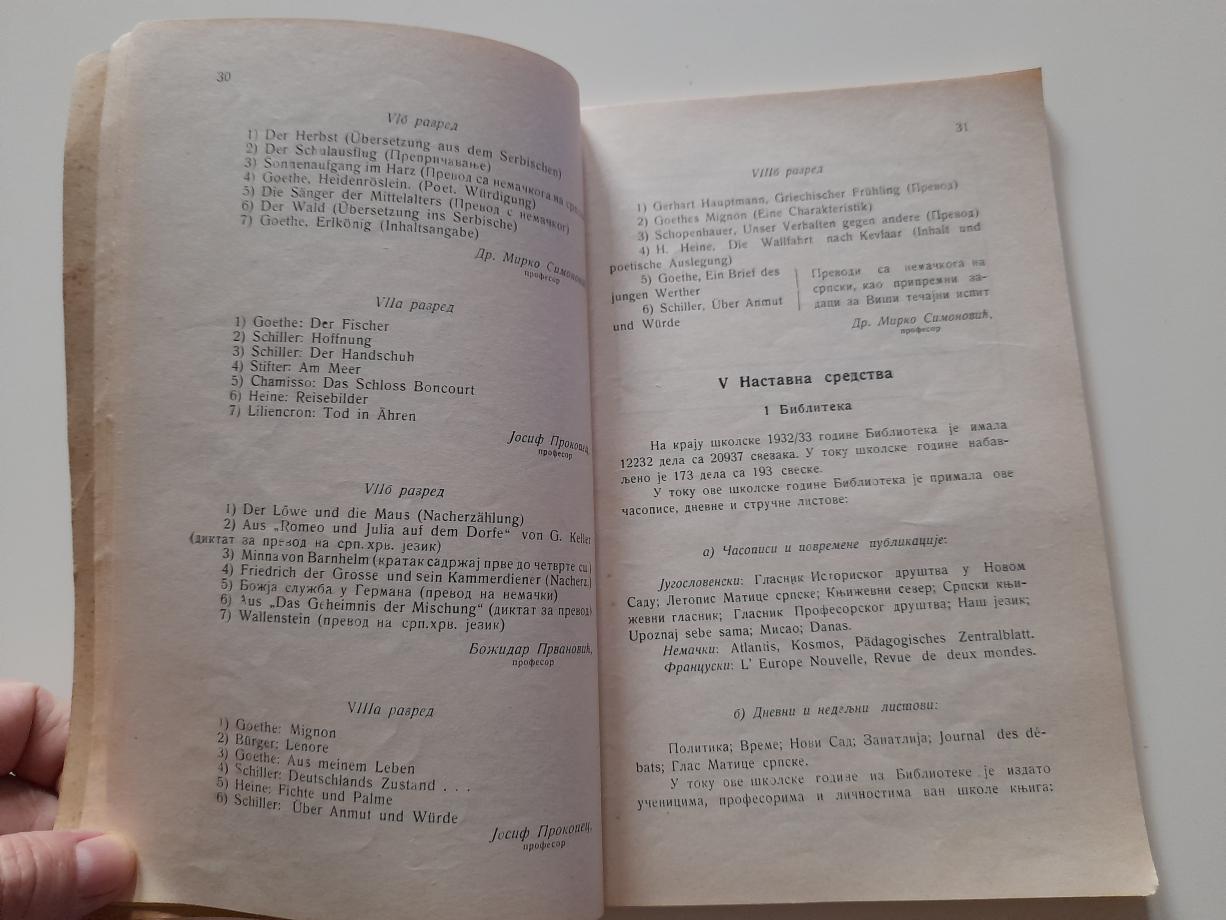 30
VIб разред
1) Der Herbst (Übersetzung aus dem Serbischen)
2) Der Schulausflug (Препричавање)
3) Sonnenaufgang im Harz (Превод са немачкога на
4) Goethe, Heidenröslein. (Poet. Würdigung)
5) Die Sänger der Mittelalters (Превод с немачког)
6) Der Wald (Übersetzung ins Serbische)
7) Goethe, Erlkönig (Inhaltsangabe)
Др. Мирко Симоновић
професор
VIIа разред
1) Goethe: Der Fischer
2) Schiller: Hoffnung
3) Schiller: Der Handschuh
4) Stifter: Am Meer
5) Chamisso: Das Schloss Boncourt
6) Heine: Reisebilder
7) Liliencron: Tod in Ähren
Јосиф Прокопец,
професор
VIIб разред
1) Der Löwe und die Maus (Nacherzählung)
2) Aus „Romeo und Julia auf dem Dorfe“ von G. Keller
(диктат за превод на срп.хрв. језик)
3) Minna von Barnhelm (кратак садржај прве до четврте сц)
4) Friedrich der Grosse und sein Kammerdiener (Nacherz.)
5) Божја служба у Германа (превод на немачки)
6) Aus „Das Geheimnis der Mischung“ (диктат за превод)
7) Wallenstein (превод на срп.хрв. језик)
Божидар Првановић,
професор
VIIIа разред
1) Goethe: Mignon
2) Bürger: Lenore
3) Goethe: Aus meinem Leben
4) Schiller: Deutschlands Zustand . . .
5) Heine: Fichte und Palme
6) Schiller: Über Anmut und Würde
Јосиф Прокопец,
професор
31
VIIIб разред
1) Gerhart Hauptmann, Griechischer Frühling (Превод)
2) Goethes Mignon (Eine Charakteristik)
3) Schopenhauer, Unser Verhalten gegen andere (Превод)
4) H. Heine, Die Wallfahrt nach Kevlaar (Inhalt und
poetische Auslegung)
5) Goethe, Ein Brief des
jungen Werther
6) Schiller, Über Anmut
und Würde
Преводи са немачкога на
српски, као припремни за-
даци за Виши течајни испит
Др. Мирко Симоновић,
професор
V Наставна средства
1 Библитека
На крају школске 1932/33 године Библиотека је имала
12232 дела са 20937 свезака. У току школске године набав-
љено је 173 дела са 193 свеске.
У току ове школске године Библиотека је примала ове
часописе, дневне и стручне листове:
а) Часописи и повремене публикације:
Југословенски: Гласник Историског друштва у Новом
Саду; Летопис Матице српске; Књижевни север; Српски књи-
жевни гласник; Гласник Професорског друштва; Наш језик;
Upoznaj sebe sama; Мисао; Danas.
Немачки: Atlantis, Kosmos, Pädagogisches Zentralblatt.
Француски: L' Europe Nouvelle, Revue de deux mondes.
б) Дневни и недељни листови:
Политика; Време; Нови Сад; Занатлија; Journal des dé-
bats; Глас Матице српске.
У току ове школске године из Библиотеке је издато
ученицима, професорима и личностима ван школе књига: